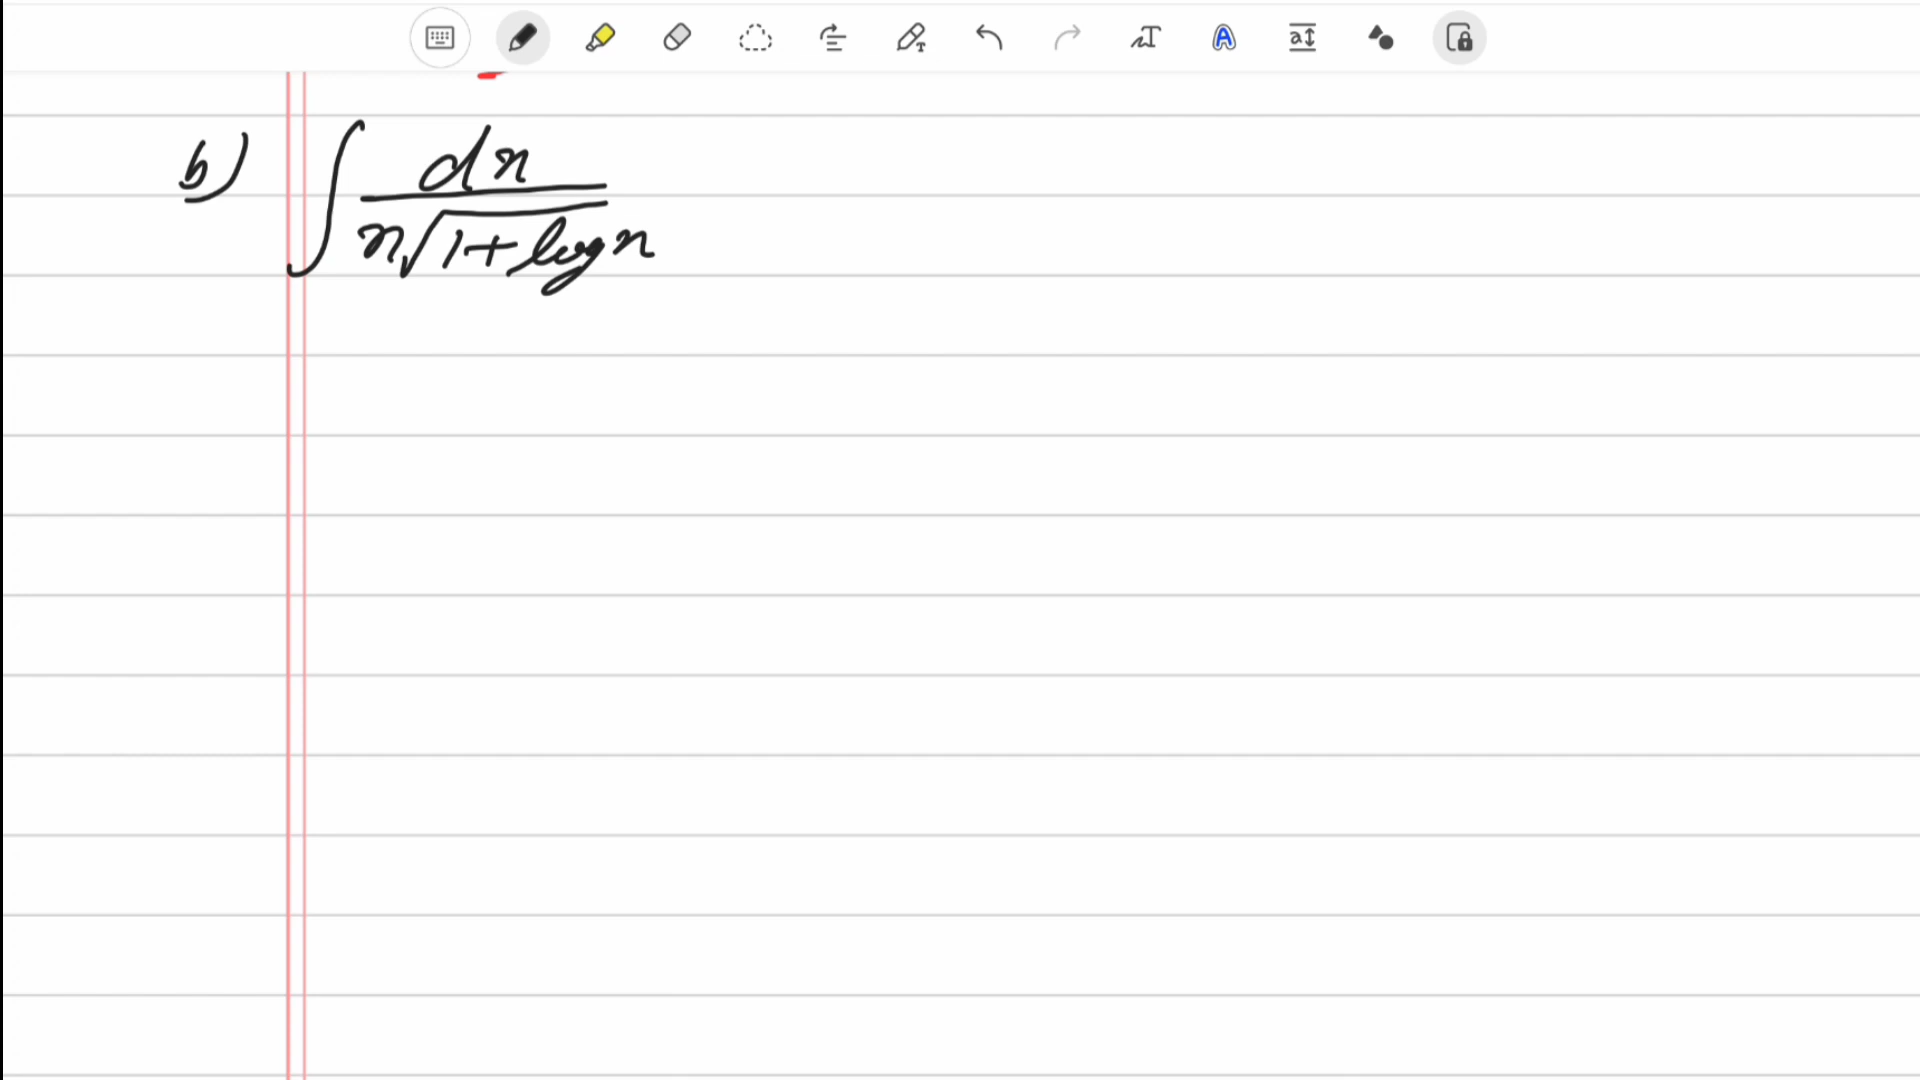 b) ∫ dx / x√1+log x